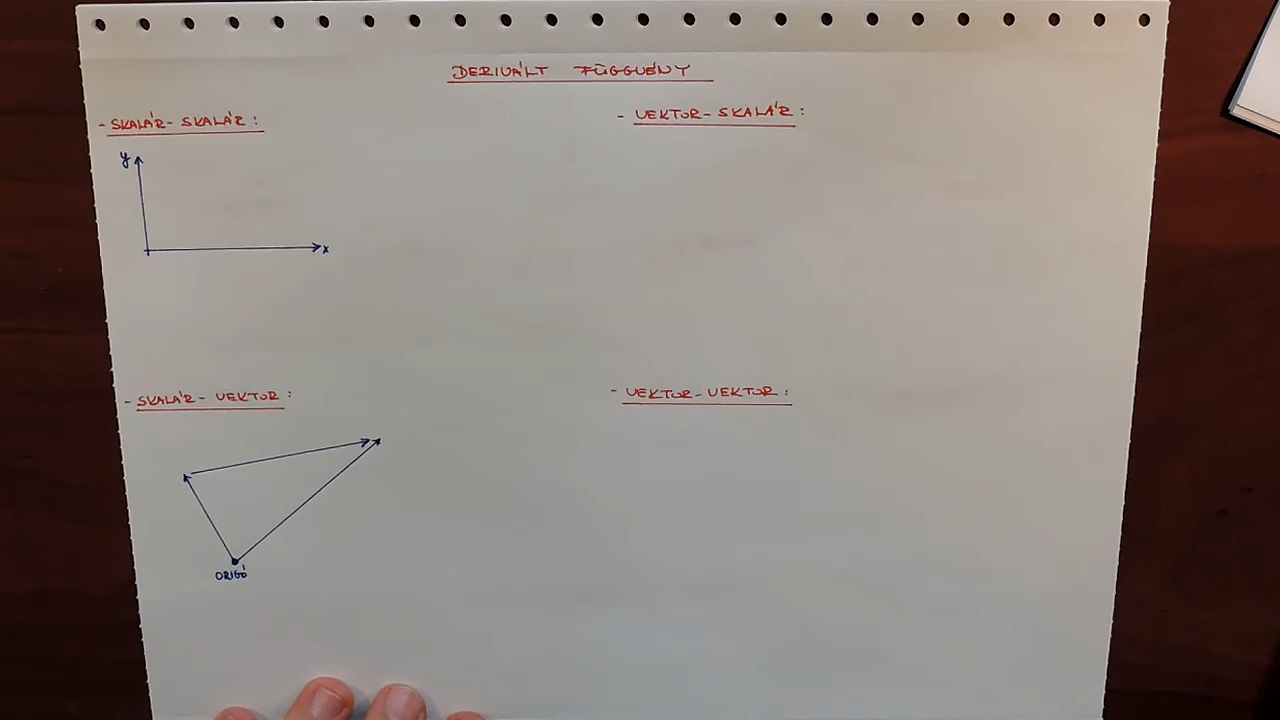 DERIVÁLT FÜGGVÉNY
- SKALÁR - SKALÁR :
y
x
- VEKTOR - SKALÁR :
- SKALÁR - VEKTOR :
ORIGÓ
- VEKTOR - VEKTOR :